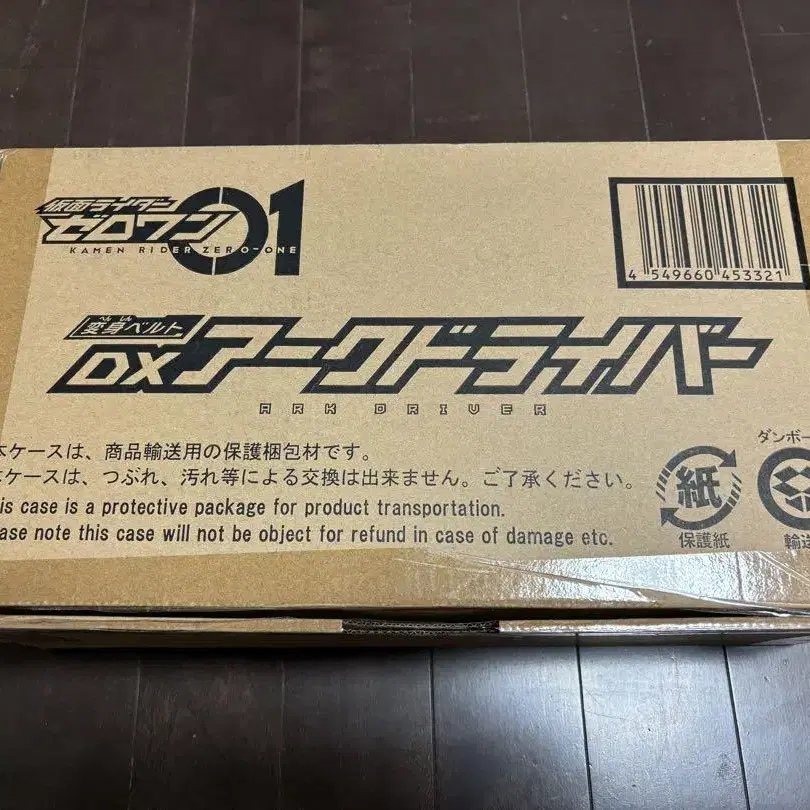 仮面ライダー
ゼロワン 01
KAMEN RIDER ZERO-ONE
4 549660 453321
へんしん
変身ベルト
DXアークドライバー
ARK DRIVER
本ケースは、商品輸送用の保護梱包材です。
本ケースは、つぶれ、汚れ等による交換は出来ません。ご了承ください。
is case is a protective package for product transportation.
ase note this case will not be object for refund in case of damage etc.
紙
保護紙
ダンボー
輸送